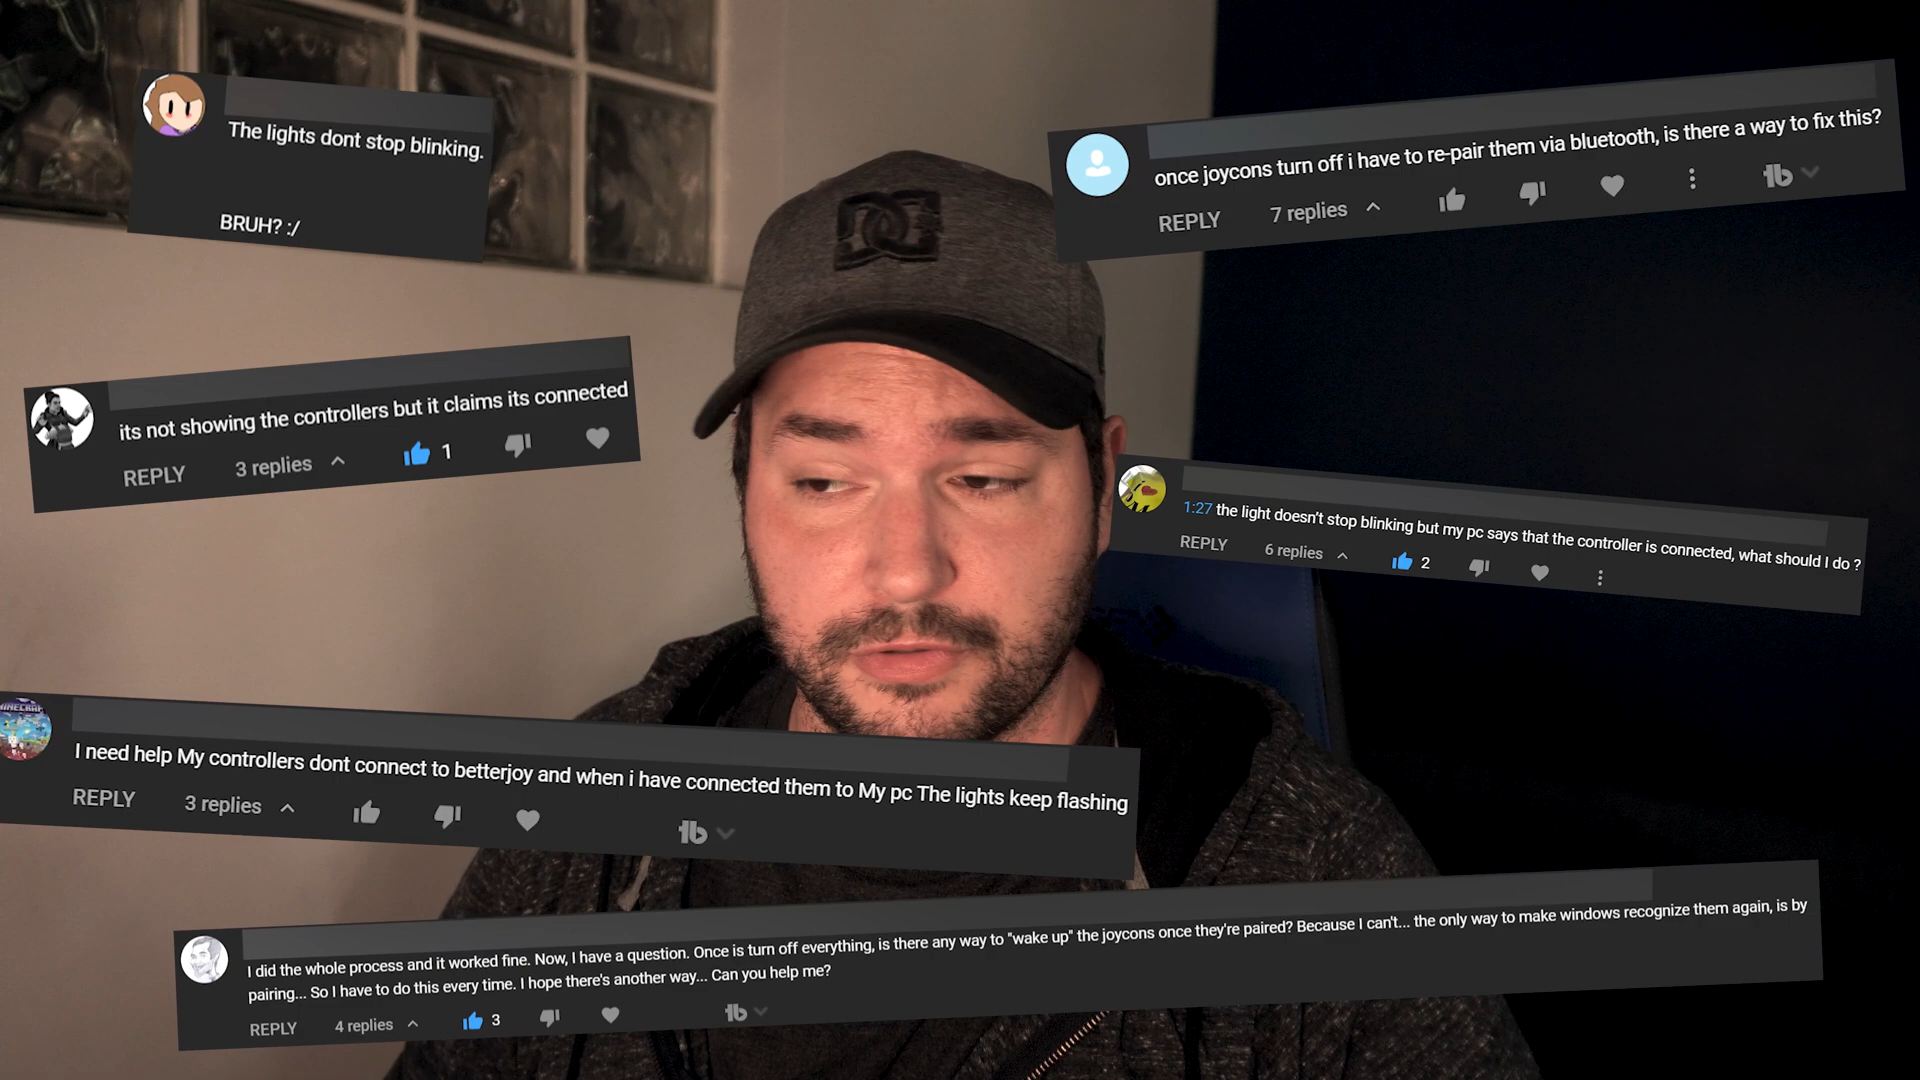 The lights dont stop blinking.
BRUH? :/
once joycons turn off i have to re-pair them via bluetooth, is there a way to fix this?
REPLY 7 replies
its not showing the controllers but it claims its connected
REPLY 3 replies 1
1:27 the light doesn't stop blinking but my pc says that the controller is connected, what should I do ?
REPLY 6 replies 2
MINECRAF
I need help My controllers dont connect to betterjoy and when i have connected them to My pc The lights keep flashing
REPLY 3 replies
I did the whole process and it worked fine. Now, I have a question. Once is turn off everything, is there any way to "wake up" the joycons once they're paired? Because I can't... the only way to make windows recognize them again, is by
pairing... So I have to do this every time. I hope there's another way... Can you help me?
REPLY 4 replies 3